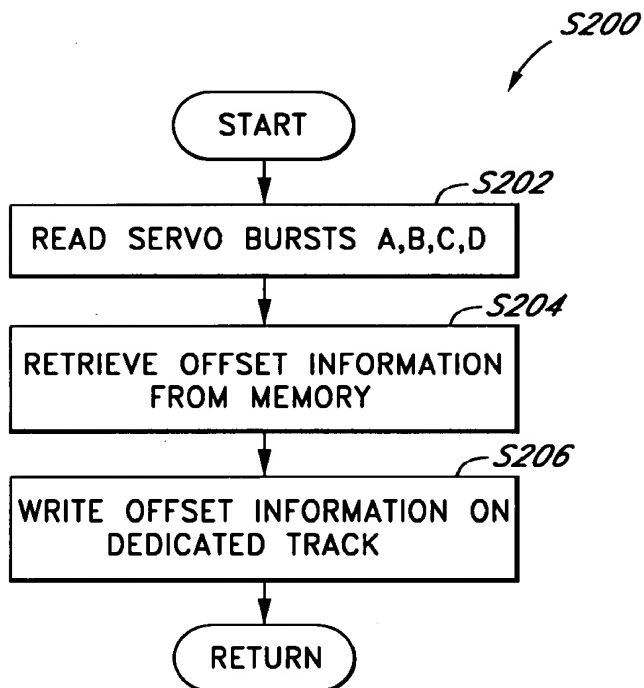 S200
START
S202
READ SERVO BURSTS A,B,C,D
S204
RETRIEVE OFFSET INFORMATION
FROM MEMORY
S206
WRITE OFFSET INFORMATION ON
DEDICATED TRACK
RETURN